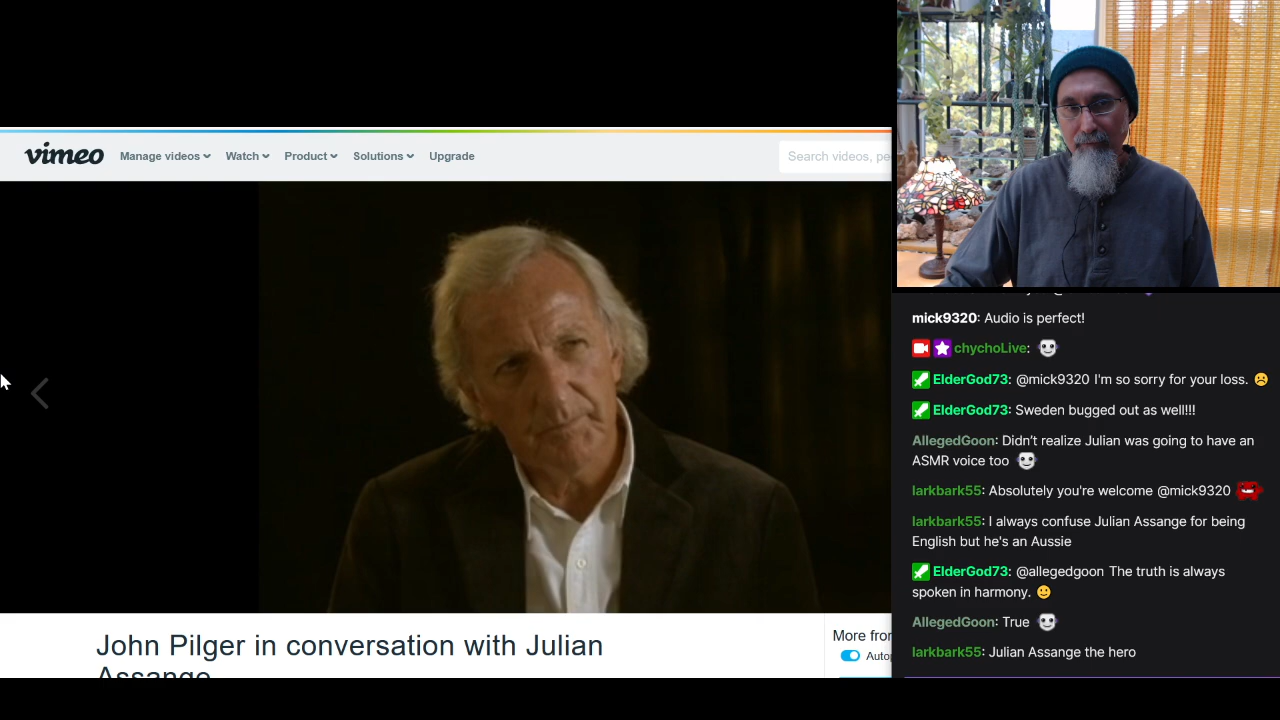 vimeo Manage videos Watch Product Solutions Upgrade Search videos, pe
mick9320: Audio is perfect!
chychoLive:
ElderGod73: @mick9320 I'm so sorry for your loss.
ElderGod73: Sweden bugged out as well!!!
AllegedGoon: Didn't realize Julian was going to have an
ASMR voice too
larkbark55: Absolutely you're welcome @mick9320
larkbark55: I always confuse Julian Assange for being
English but he's an Aussie
ElderGod73: @allegedgoon The truth is always
spoken in harmony.
AllegedGoon: True
larkbark55: Julian Assange the hero
John Pilger in conversation with Julian
Assange
More fror
Autop